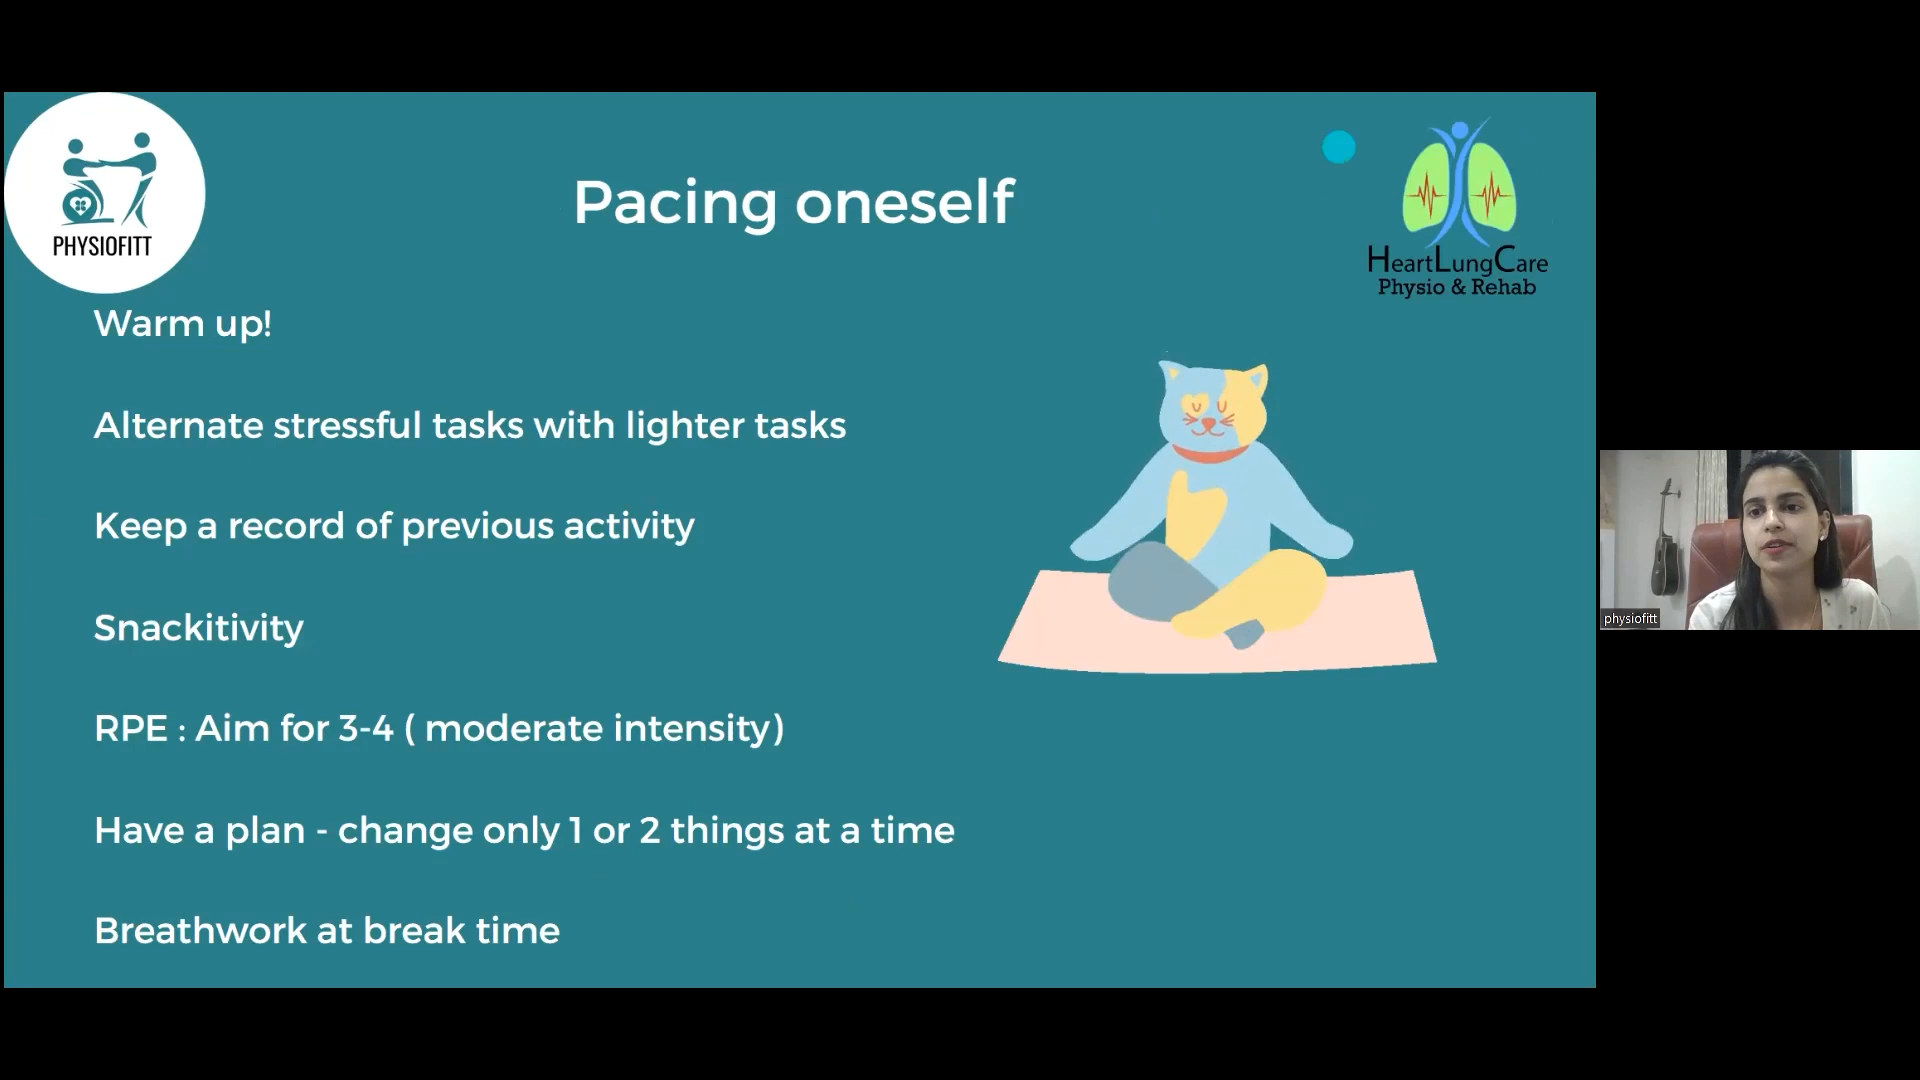 PHYSIOFITT
Pacing oneself
HeartLungCare
Physio & Rehab
Warm up!
Alternate stressful tasks with lighter tasks
Keep a record of previous activity
Snackitivity
RPE : Aim for 3-4 ( moderate intensity)
Have a plan - change only 1 or 2 things at a time
Breathwork at break time
physiofitt